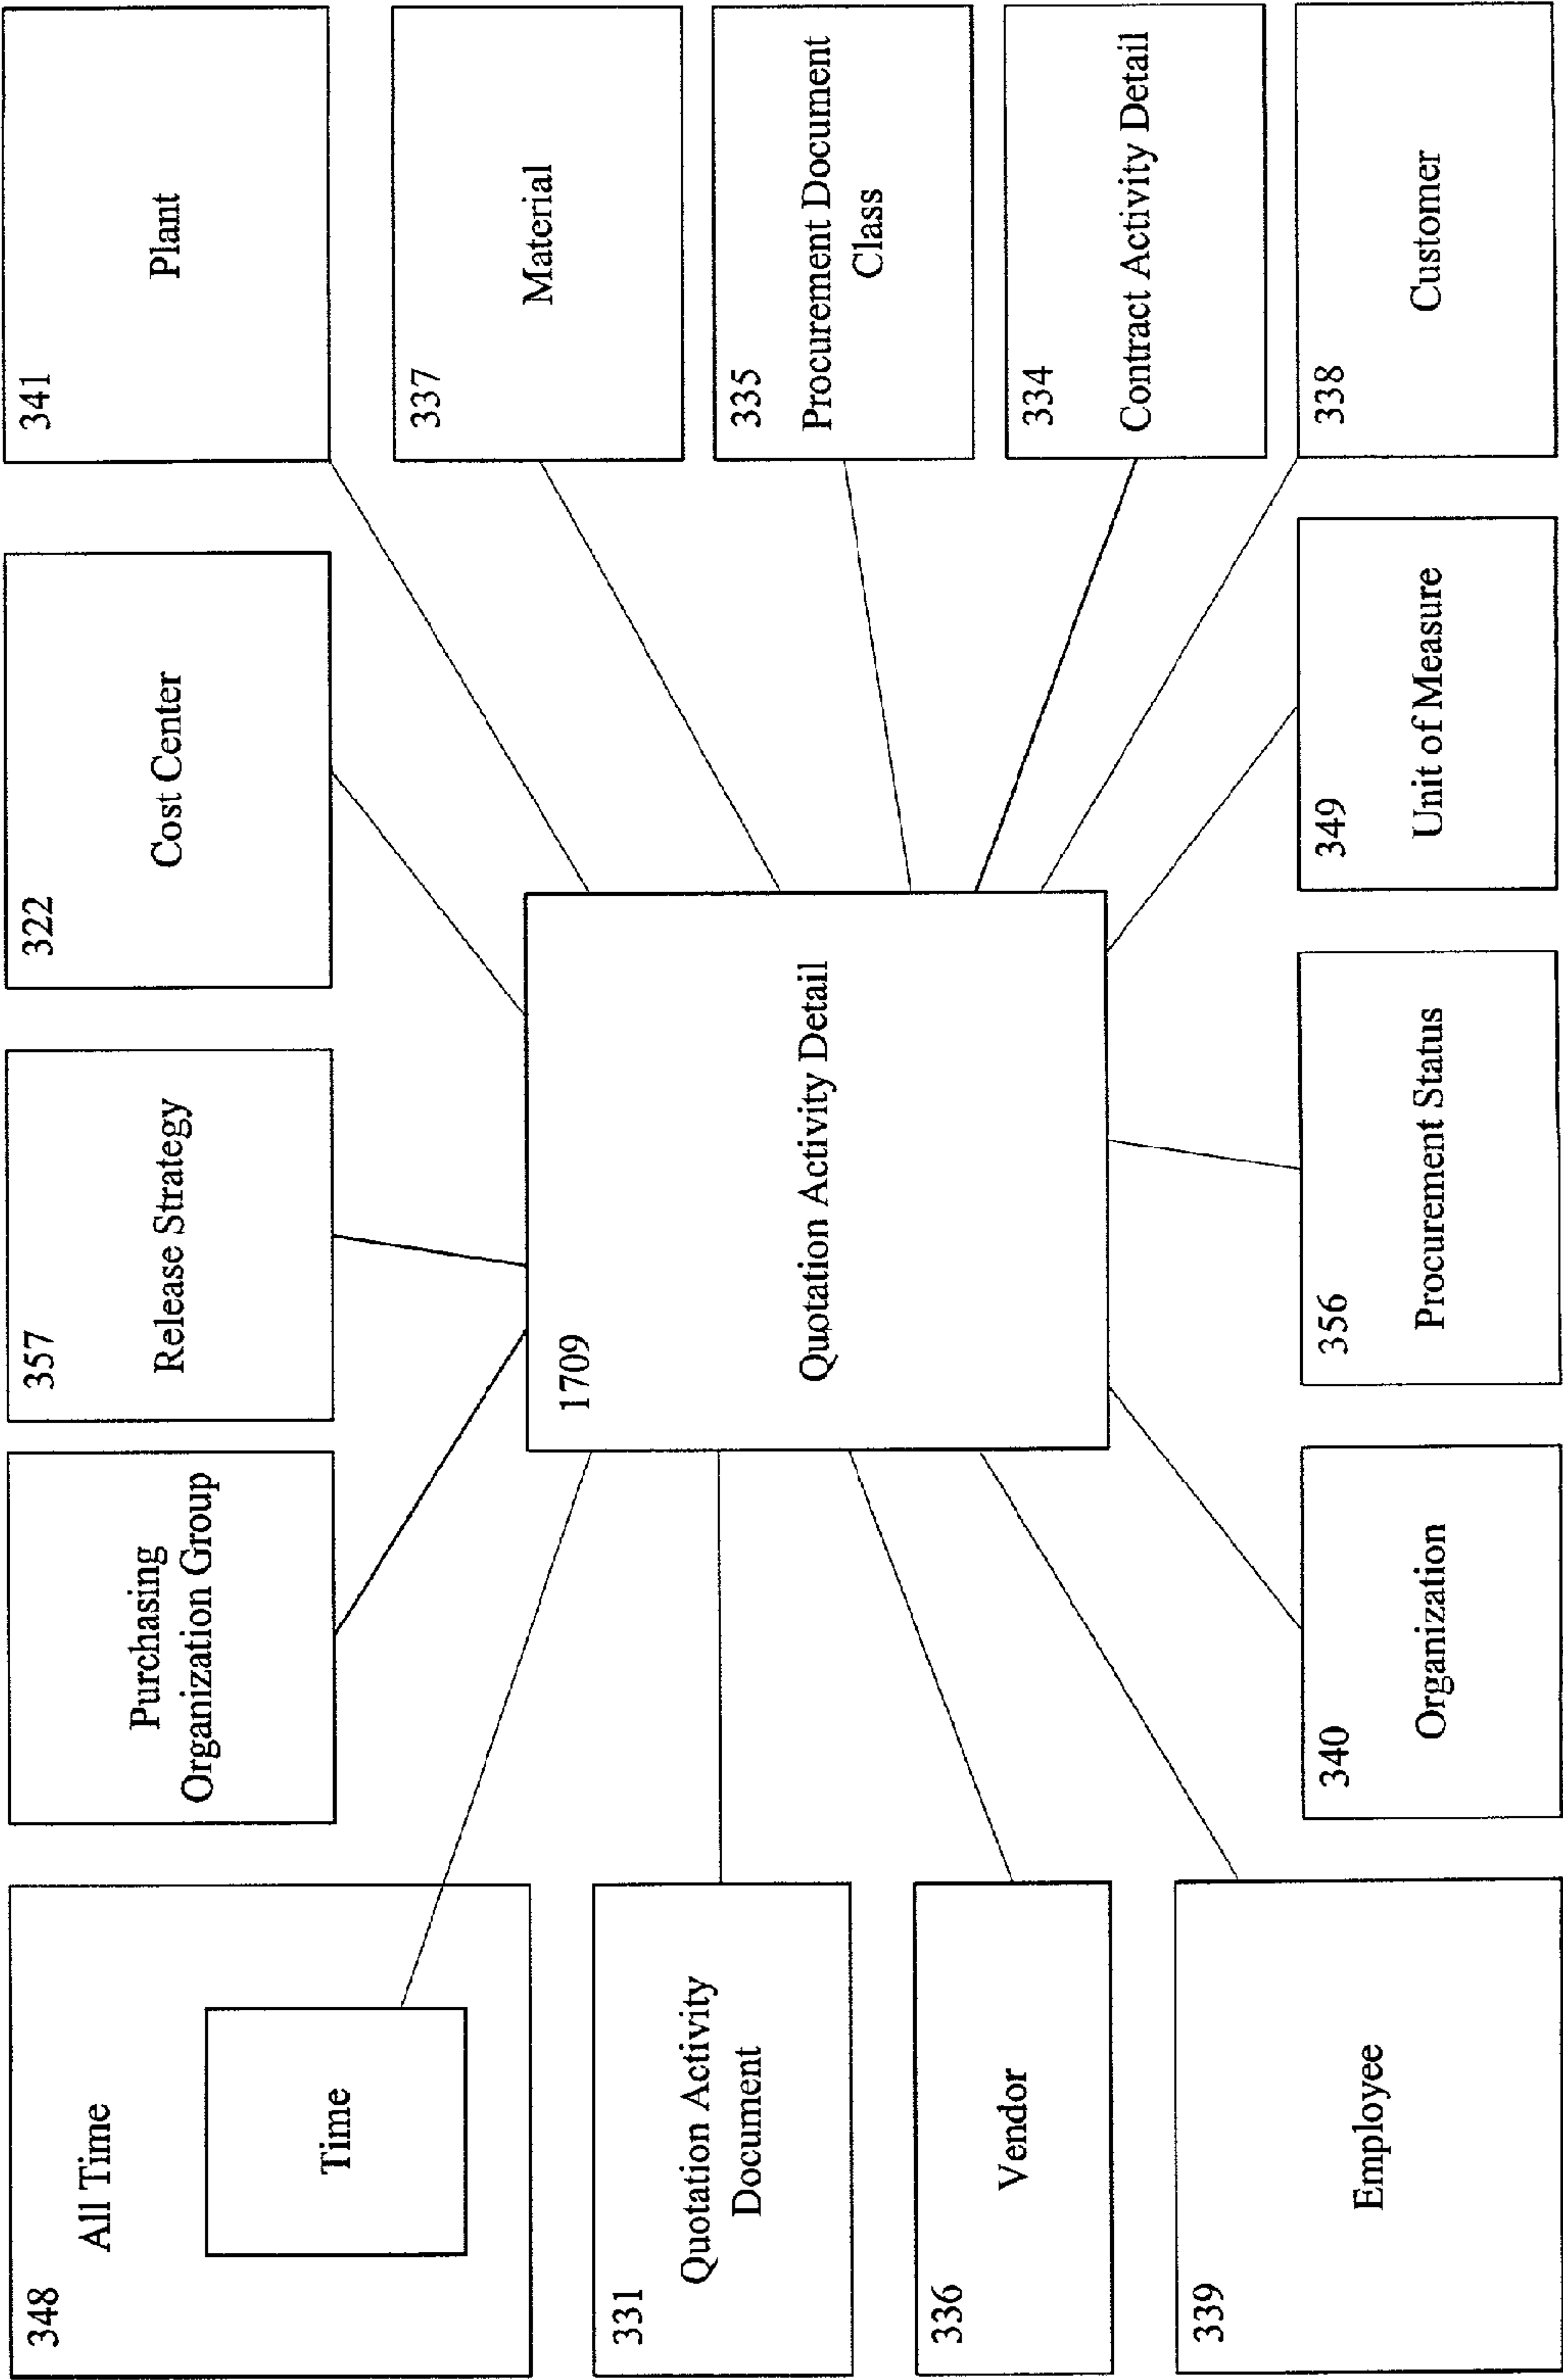 348
All Time
Time
Purchasing
Organization Group
357
Release Strategy
322
Cost Center
341
Plant
331
Quotation Activity
Document
1709
Quotation Activity Detail
337
Material
335
Procurement Document
Class
336
Vendor
334
Contract Activity Detail
339
Employee
340
Organization
356
Procurement Status
349
Unit of Measure
338
Customer